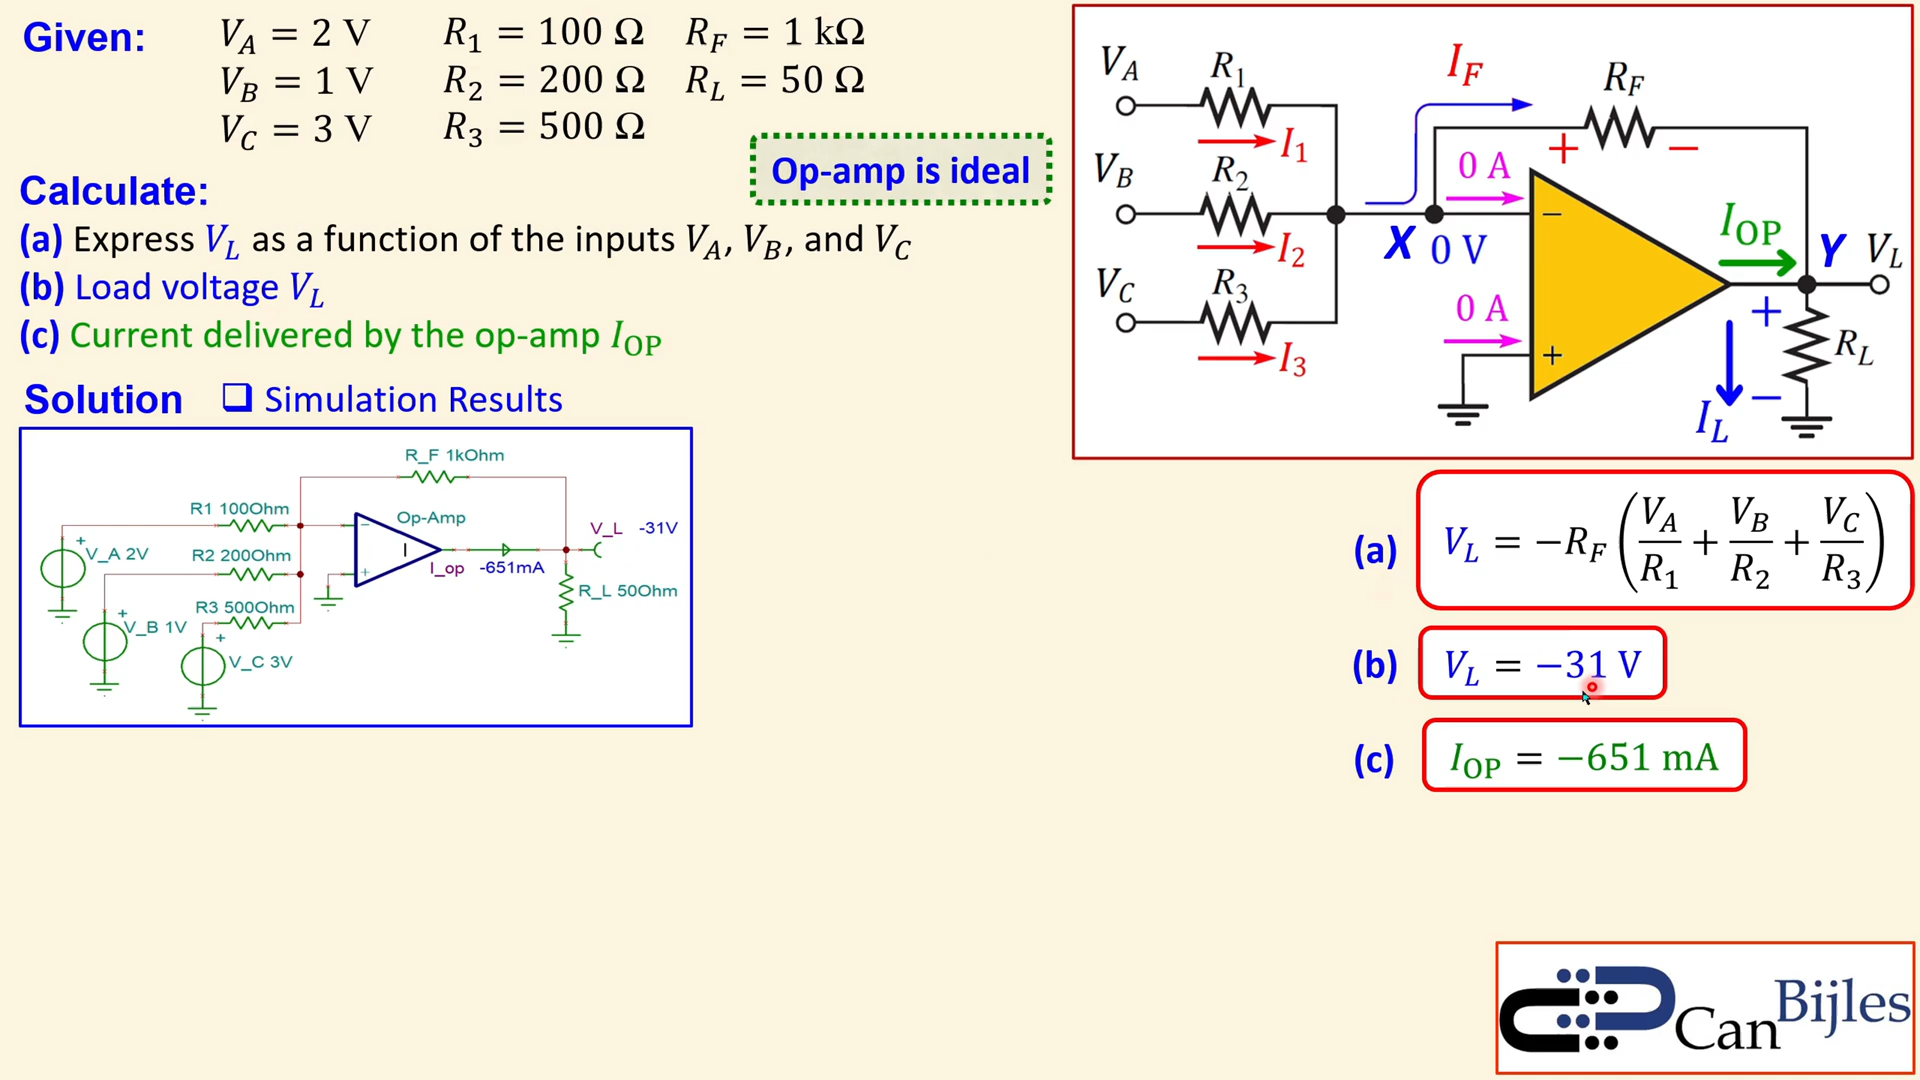 Given:
V_A = 2 V
R_1 = 100 Ω
R_F = 1 kΩ
V_B = 1 V
R_2 = 200 Ω
R_L = 50 Ω
V_C = 3 V
R_3 = 500 Ω
Op-amp is ideal
Calculate:
(a) Express V_L as a function of the inputs V_A, V_B, and V_C
(b) Load voltage V_L
(c) Current delivered by the op-amp I_OP
Solution
❑ Simulation Results
R_F 1kOhm
R1 100Ohm
Op-Amp
V_L -31V
+
V_A 2V
R2 200Ohm
−
I
+
I_op -651mA
R_L 50Ohm
R3 500Ohm
+
V_B 1V
+
V_C 3V
V_A
R_1
I_F
R_F
I_1
+ −
0 A
V_B
R_2
−
I_OP
I_2
X 0 V
Y V_L
V_C
R_3
0 A
+
+
R_L
I_3
−
I_L
(a) V_L = −R_F (V_A/R_1 + V_B/R_2 + V_C/R_3)
(b) V_L = −31 V
(c) I_OP = −651 mA
CanBijles